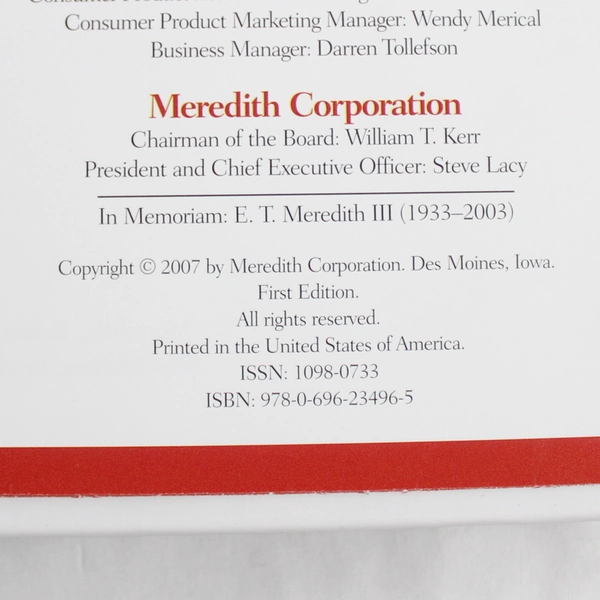 Consumer Product Marketing Manager: Wendy Merical
Business Manager: Darren Tollefson
Meredith Corporation
Chairman of the Board: William T. Kerr
President and Chief Executive Officer: Steve Lacy
In Memoriam: E. T. Meredith III (1933–2003)
Copyright © 2007 by Meredith Corporation. Des Moines, Iowa.
First Edition.
All rights reserved.
Printed in the United States of America.
ISSN: 1098-0733
ISBN: 978-0-696-23496-5